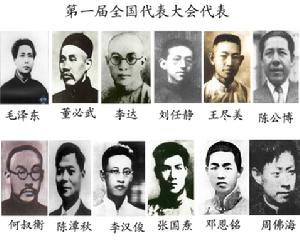 第一届全国代表大会代表
毛泽东 董必武 李达 刘仁静 王尽美 陈公博
何叔衡 陈潭秋 李汉俊 张国焘 邓恩铭 周佛海